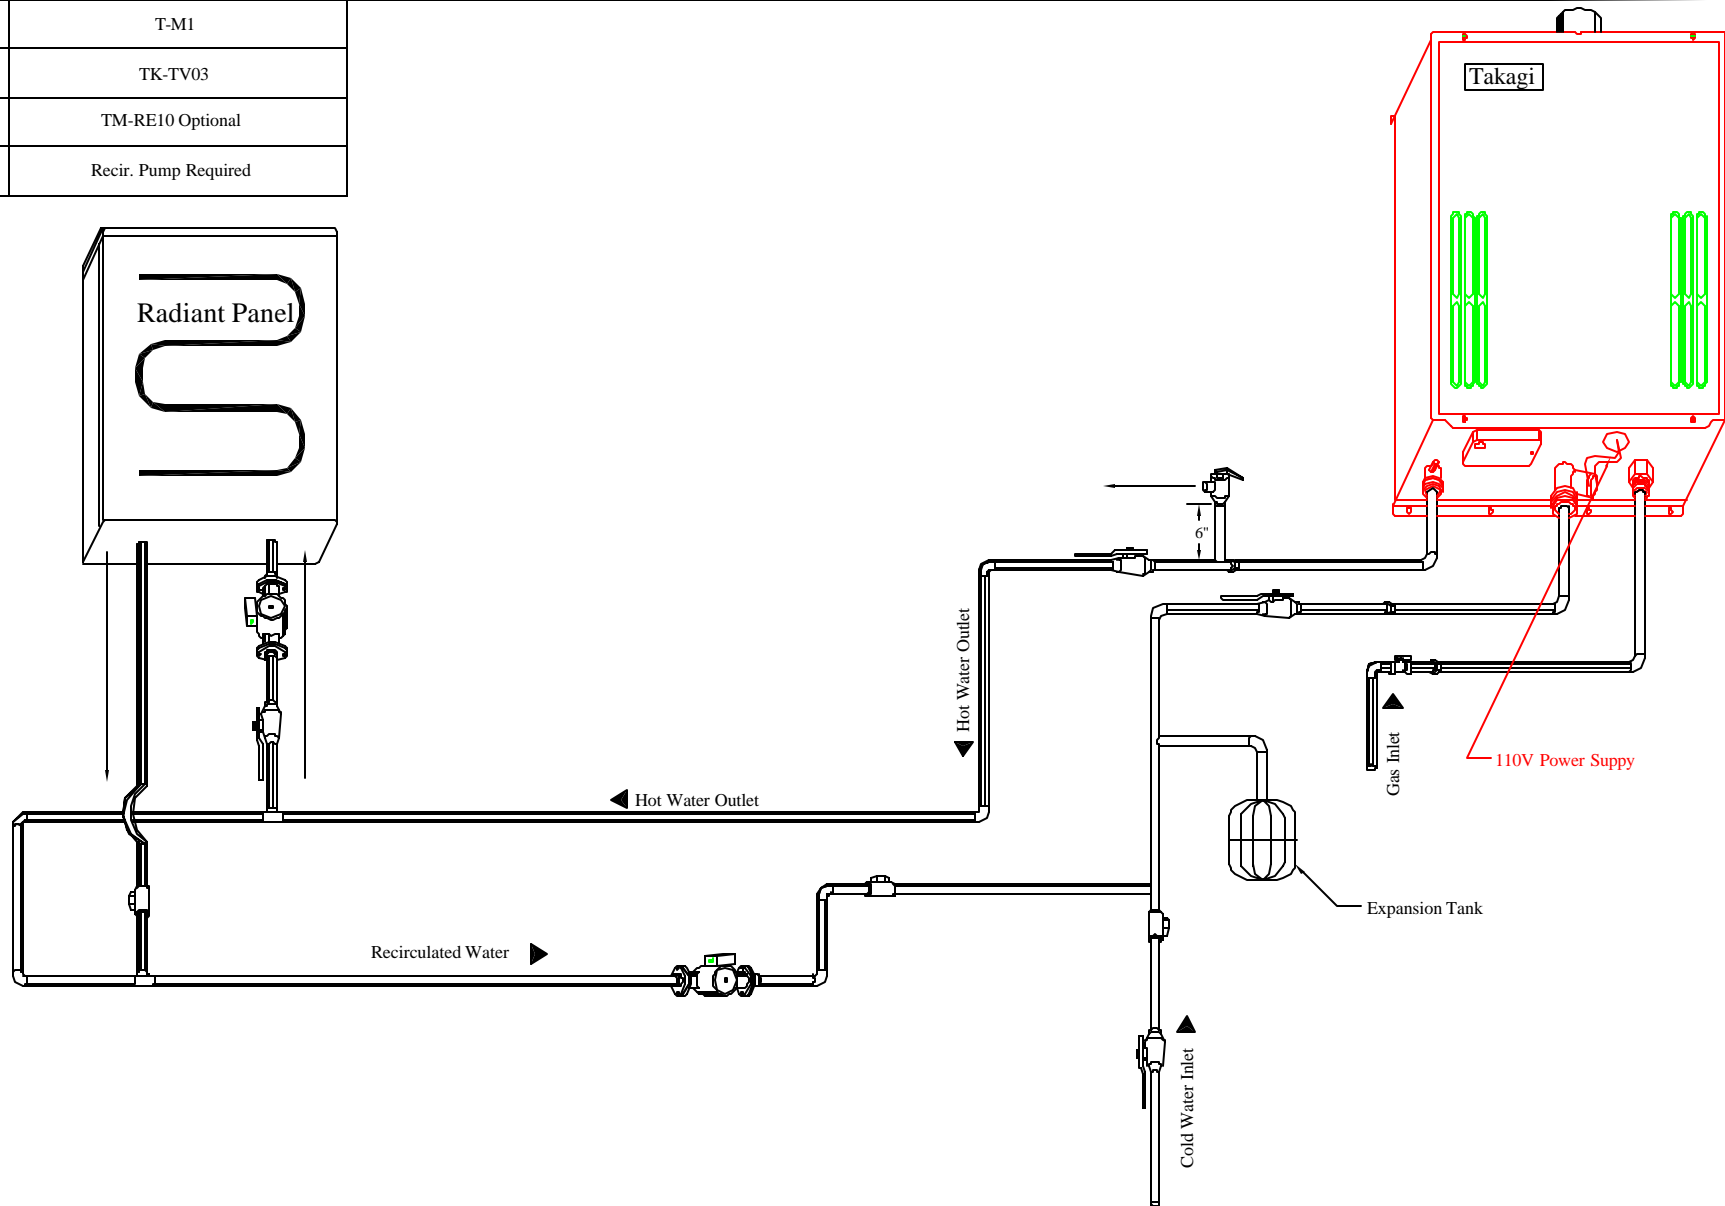 T-M1
TK-TV03
TM-RE10 Optional
Recir. Pump Required
Takagi
Radiant Panel
6"
Hot Water Outlet
110V Power Suppy
Gas Inlet
Hot Water Outlet
Expansion Tank
Recirculated Water
Cold Water Inlet